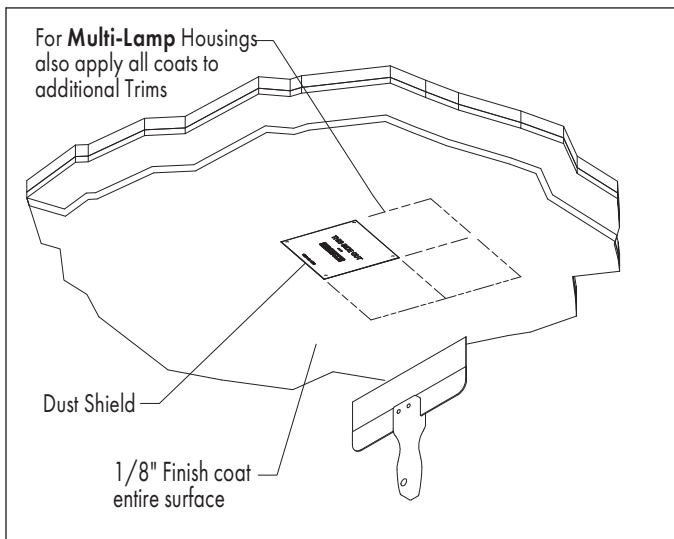 For Multi-Lamp Housings
also apply all coats to
additional Trims
Dust Shield
1/8" Finish coat
entire surface